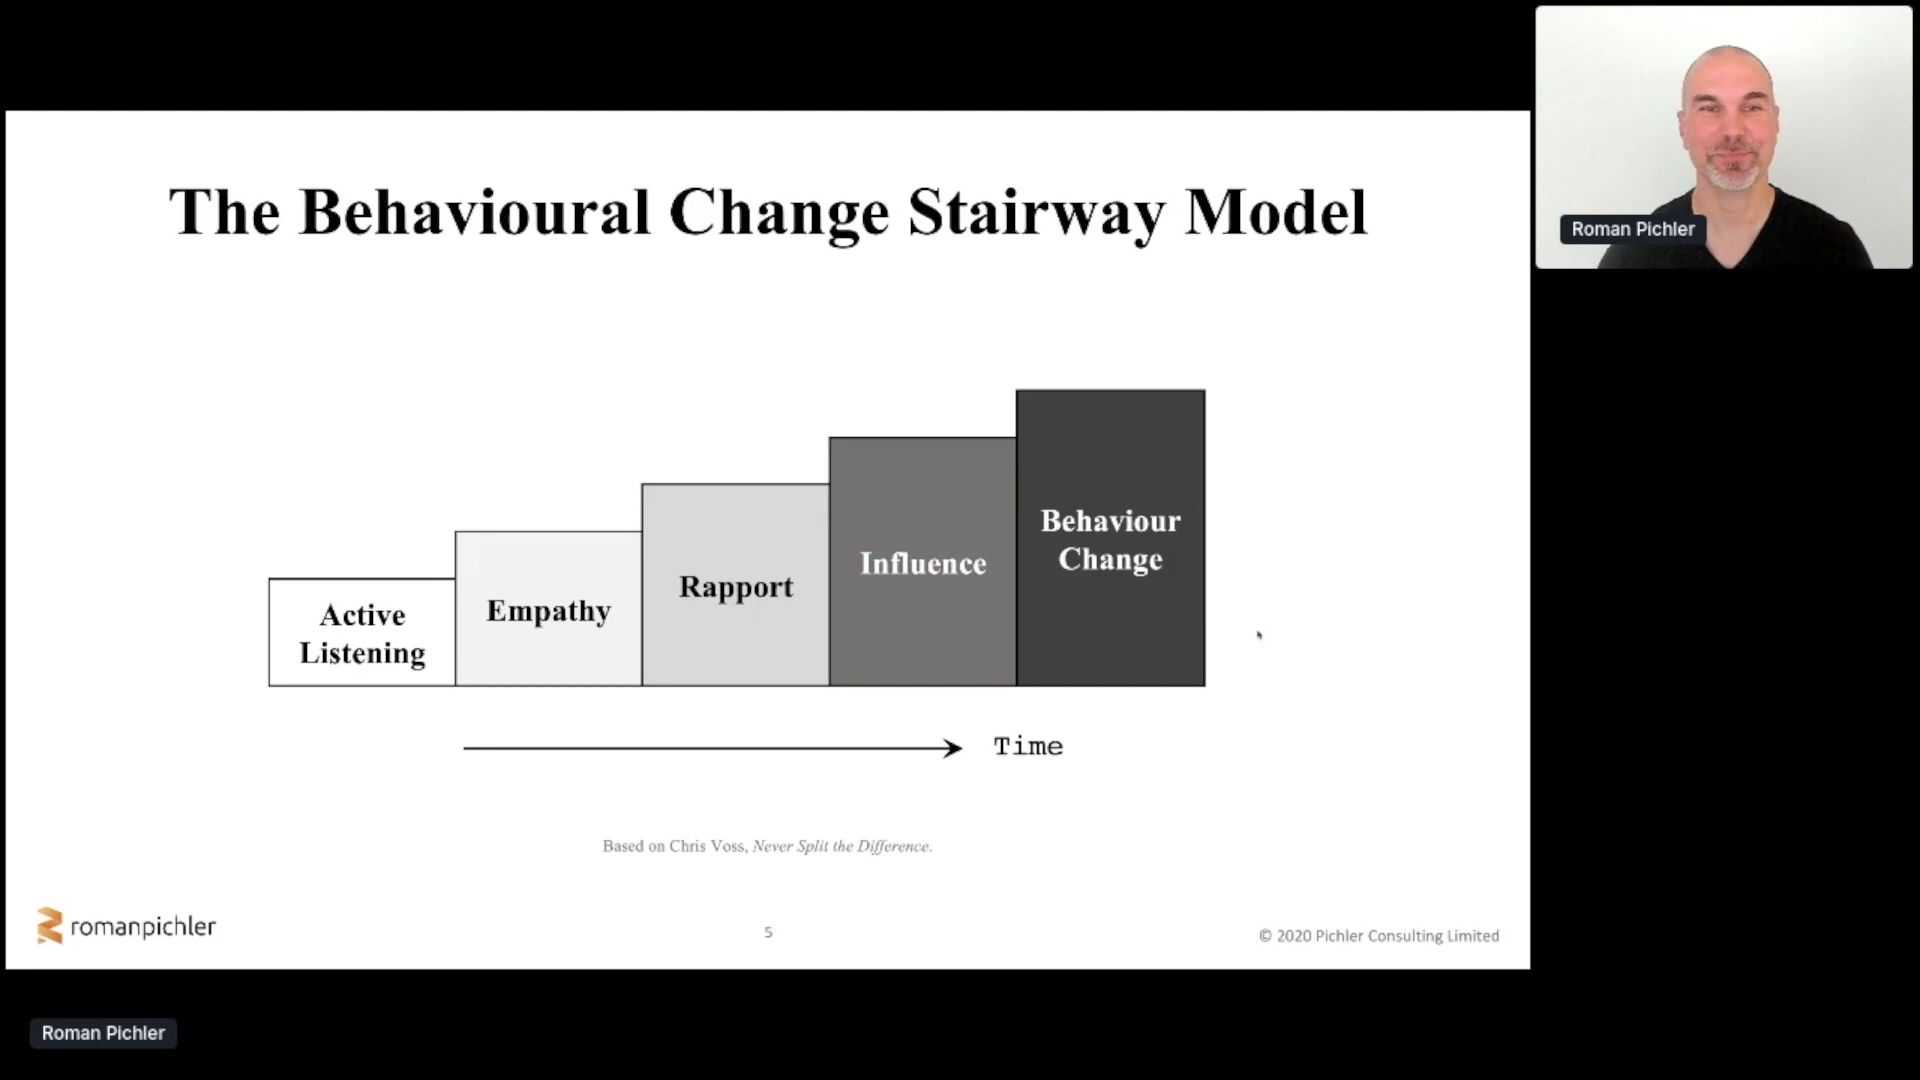 Roman Pichler
The Behavioural Change Stairway Model
Active
Listening
Empathy
Rapport
Influence
Behaviour
Change
Time
Based on Chris Voss, Never Split the Difference.
romanpichler
5
© 2020 Pichler Consulting Limited
Roman Pichler